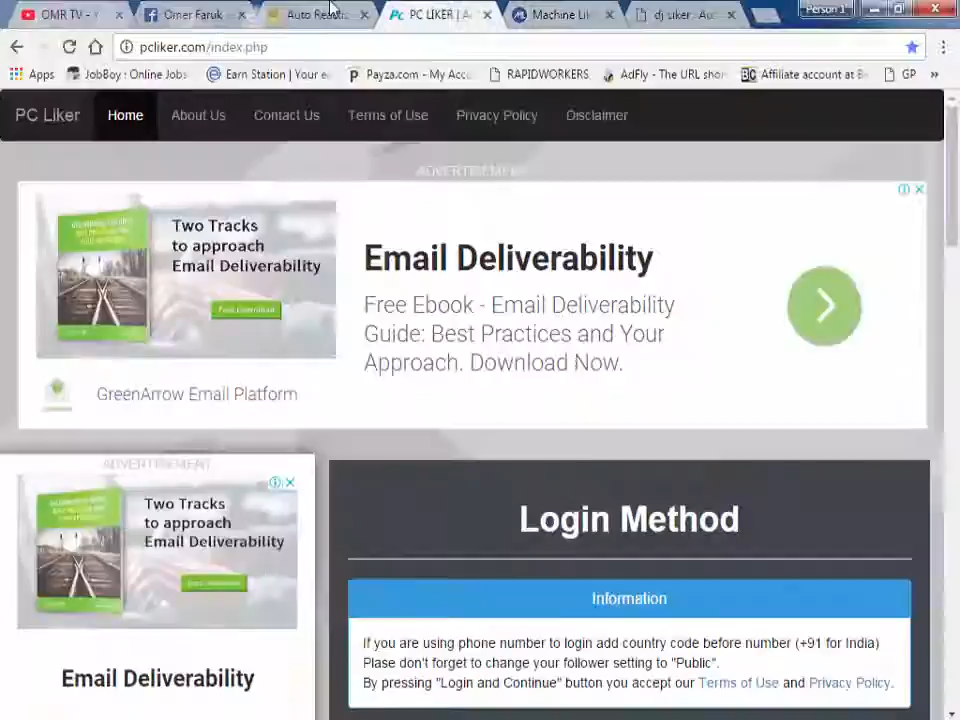 OMR TV -
Omer Faruk
Auto Reacti
PC LIKER | A
Machine Lik
dj Liker : Au
Person 1
pcliker.com/index.php
Apps
JobBoy : Online Jobs
Earn Station | Your e
Payza.com - My Acc
RAPIDWORKERS
AdFly - The URL shor
Affiliate account at B
GP
»
PC Liker
Home
About Us
Contact Us
Terms of Use
Privacy Policy
Disclaimer
ADVERTISEMENT
Two Tracks
to approach
Email Deliverability
Free Download
GreenArrow Email Platform
Email Deliverability
Free Ebook - Email Deliverability
Guide: Best Practices and Your
Approach. Download Now.
ADVERTISEMENT
Two Tracks
to approach
Email Deliverability
Email Deliverability
Login Method
Information
If you are using phone number to login add country code before number (+91 for India)
Plase don't forget to change your follower setting to "Public".
By pressing "Login and Continue" button you accept our Terms of Use and Privacy Policy.